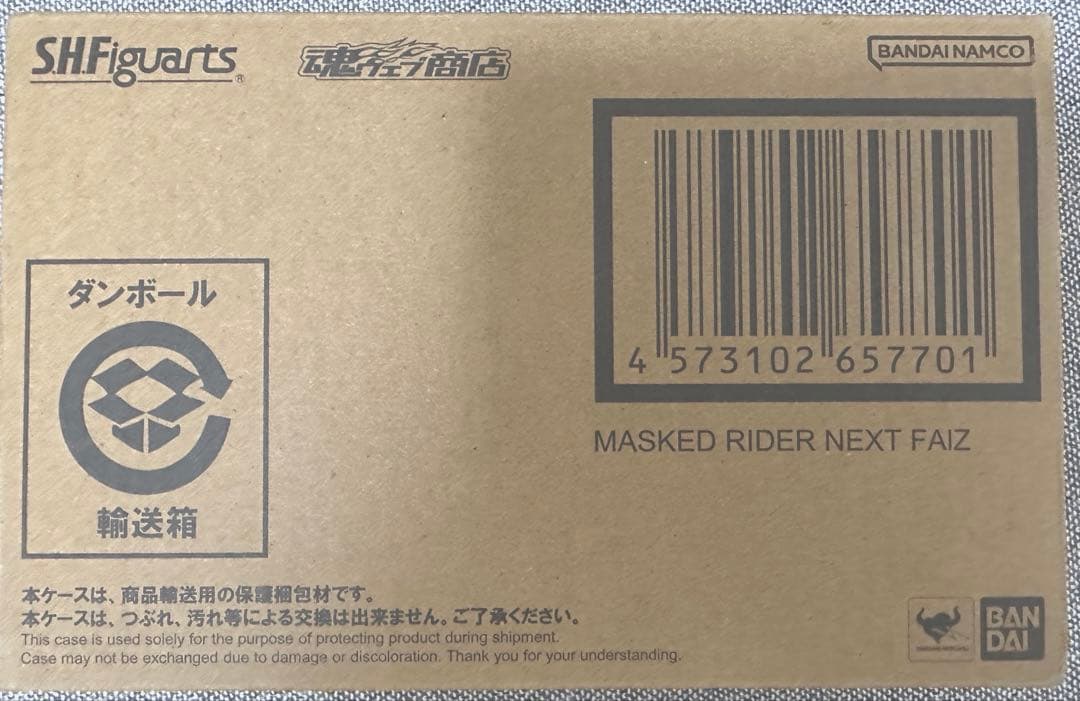 S.H.Figuarts®
魂ウェブ商店
BANDAI NAMCO
4 573102 657701
MASKED RIDER NEXT FAIZ
ダンボール
輸送箱
本ケースは、商品輸送用の保護梱包材です。
本ケースは、つぶれ、汚れ等による交換は出来ません。ご了承ください。
This case is used solely for the purpose of protecting product during shipment.
Case may not be exchanged due to damage or discoloration. Thank you for your understanding.
BAN
DAI